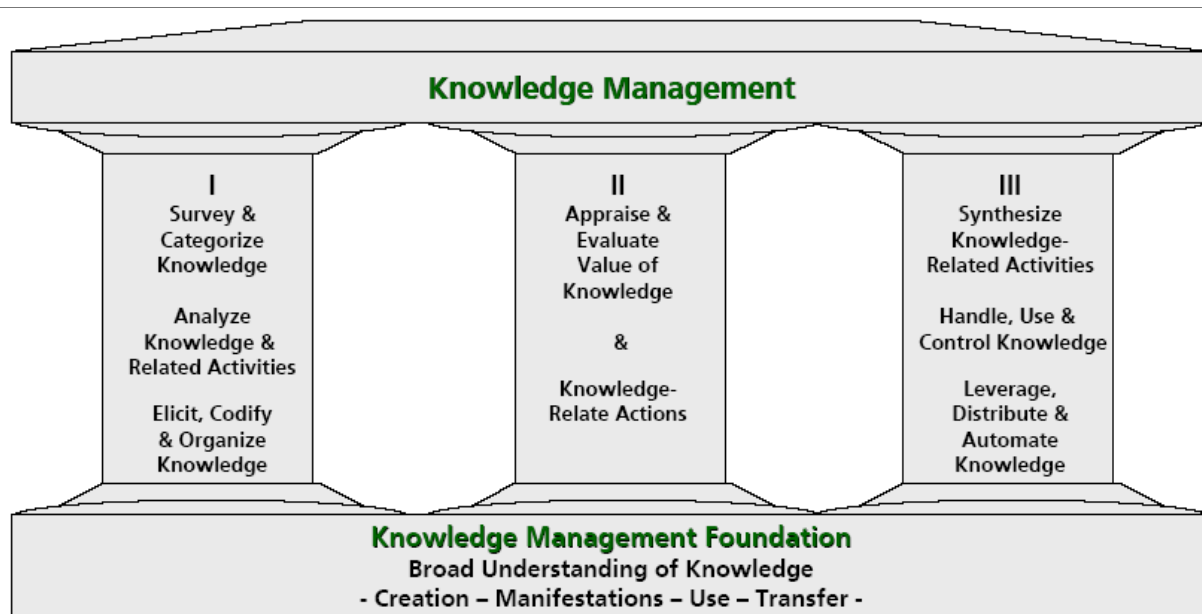 Knowledge Management
I
Survey &
Categorize
Knowledge
Analyze
Knowledge &
Related Activities
Elicit, Codify
& Organize
Knowledge
II
Appraise &
Evaluate
Value of
Knowledge
&
Knowledge-
Relate Actions
III
Synthesize
Knowledge-
Related Activities
Handle, Use &
Control Knowledge
Leverage,
Distribute &
Automate
Knowledge
Knowledge Management Foundation
Broad Understanding of Knowledge
- Creation – Manifestations – Use – Transfer -